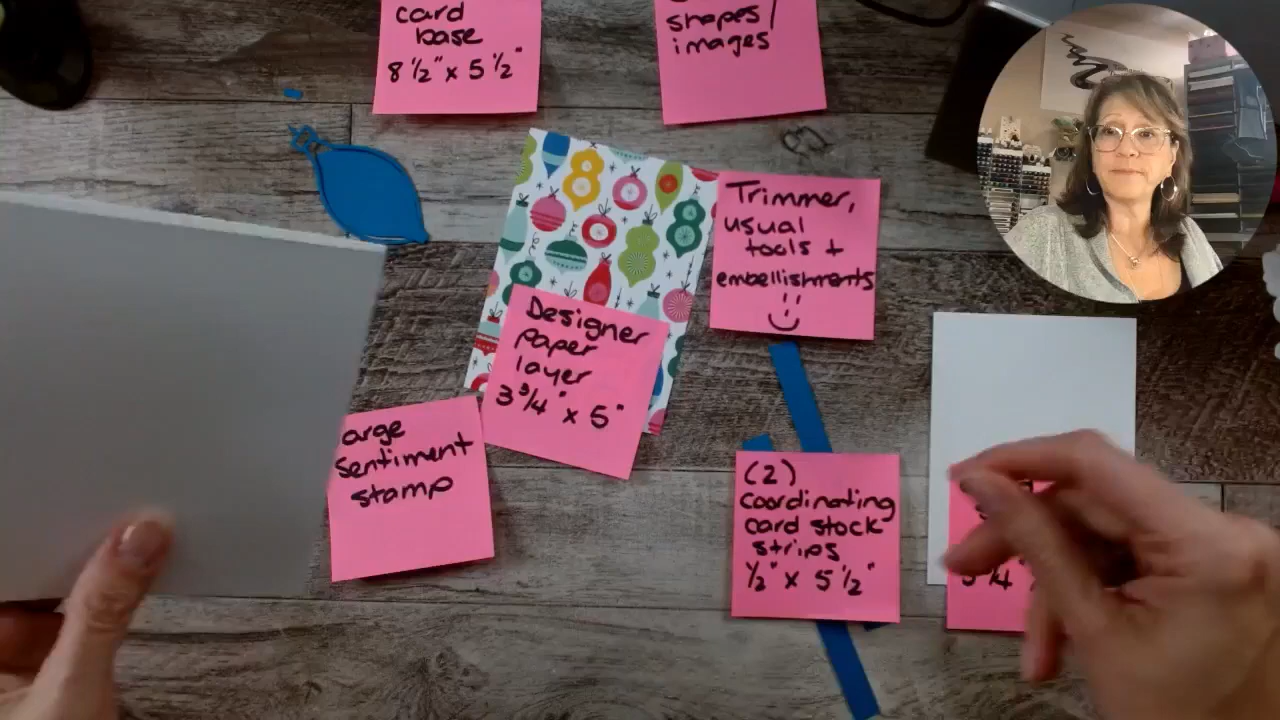 card
base
8 1/2" x 5 1/2"
shapes/
images
Trimmer,
usual
tools +
embellishments
Designer
paper
layer
3 3/4" x 5"
arge
Sentiment
stamp
(2)
Coordinating
card stock
strips
1/2" x 5 1/2"